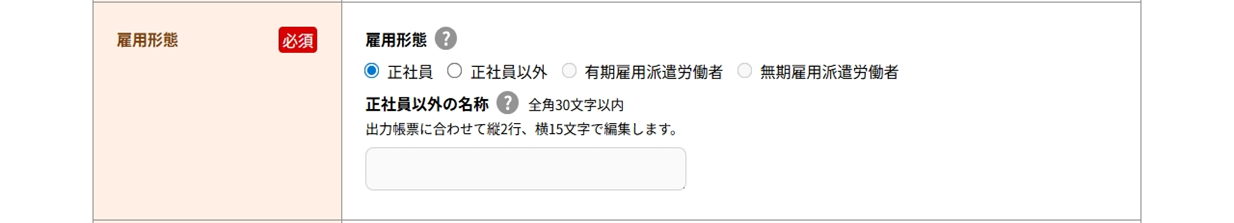 雇用形態 必須
雇用形態 ?
正社員 正社員以外 有期雇用派遣労働者 無期雇用派遣労働者
正社員以外の名称 ? 全角30文字以内
出力帳票に合わせて縦2行、横15文字で編集します。